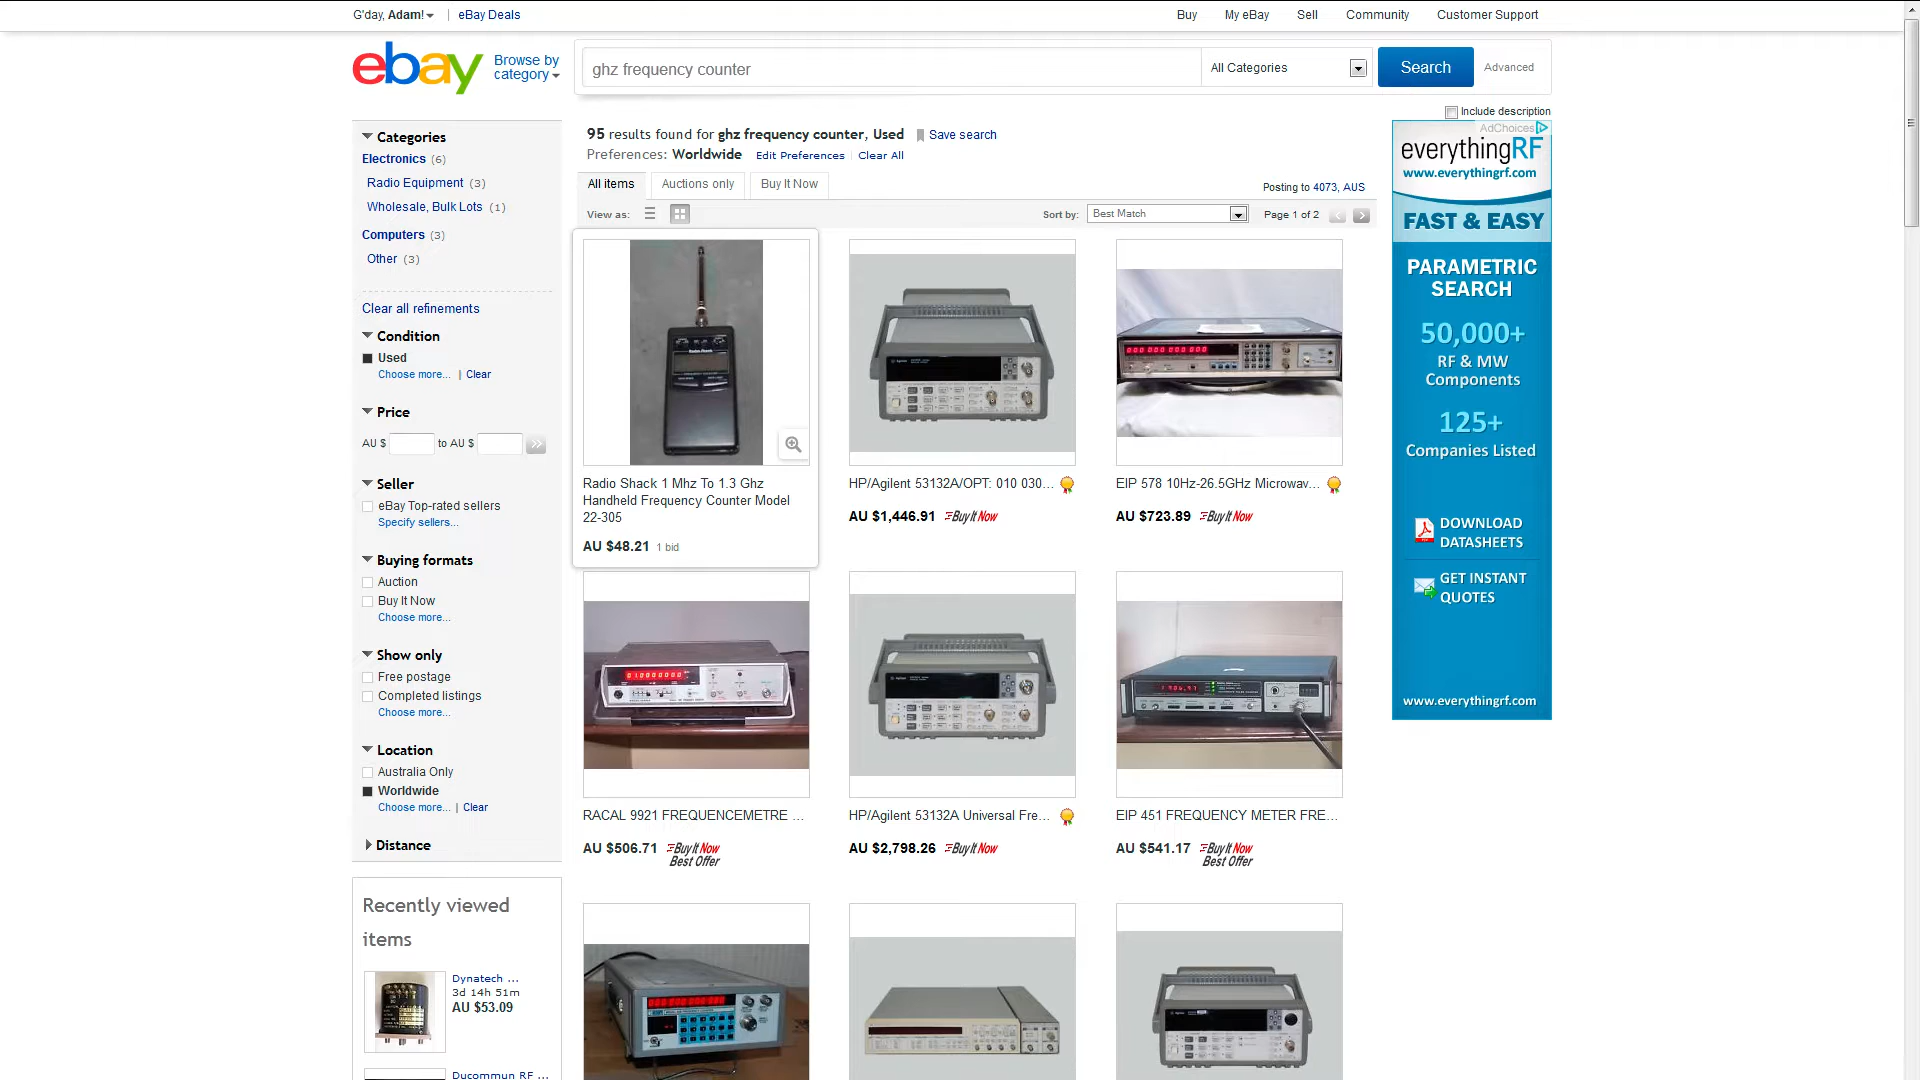 G'day, Adam!
eBay Deals
Buy
My eBay
Sell
Community
Customer Support
ebay
Browse by
category
ghz frequency counter
All Categories
Search
Advanced
Include description
Categories
Electronics (6)
Radio Equipment (3)
Wholesale, Bulk Lots (1)
Computers (3)
Other (3)
Clear all refinements
Condition
Used
Choose more... | Clear
Price
AU $ to AU $
Seller
eBay Top-rated sellers
Specify sellers...
Buying formats
Auction
Buy It Now
Choose more...
Show only
Free postage
Completed listings
Choose more...
Location
Australia Only
Worldwide
Choose more... | Clear
Distance
Recently viewed
items
Dynatech ...
3d 14h 51m
AU $53.09
Ducommun RF ...
95 results found for ghz frequency counter, Used
Save search
Preferences: Worldwide Edit Preferences Clear All
All items
Auctions only
Buy It Now
Posting to 4073, AUS
View as:
Sort by: Best Match
Page 1 of 2
Radio Shack 1 Mhz To 1.3 Ghz
Handheld Frequency Counter Model
22-305
AU $48.21 1 bid
HP/Agilent 53132A/OPT: 010 030...
AU $1,446.91 Buy It Now
EIP 578 10Hz-26.5GHz Microwav...
AU $723.89 Buy It Now
RACAL 9921 FREQUENCEMETRE ...
AU $506.71 Buy It Now
Best Offer
HP/Agilent 53132A Universal Fre...
AU $2,798.26 Buy It Now
EIP 451 FREQUENCY METER FRE...
AU $541.17 Buy It Now
Best Offer
AdChoices
everythingRF
www.everythingrf.com
FAST & EASY
PARAMETRIC
SEARCH
50,000+
RF & MW
Components
125+
Companies Listed
DOWNLOAD
DATASHEETS
GET INSTANT
QUOTES
www.everythingrf.com